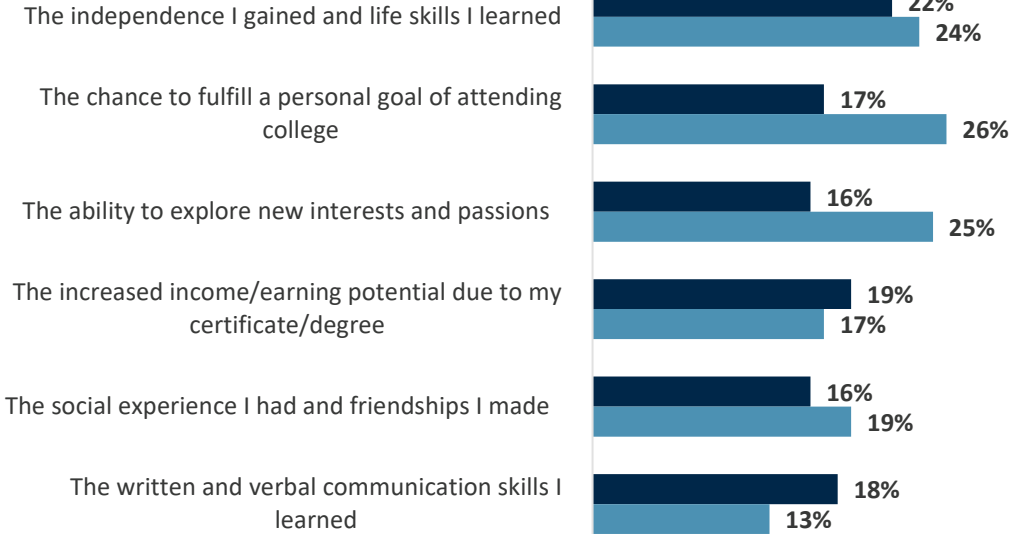 The independence I gained and life skills I learned
22%
24%
The chance to fulfill a personal goal of attending
college
17%
26%
The ability to explore new interests and passions
16%
25%
The increased income/earning potential due to my
certificate/degree
19%
17%
The social experience I had and friendships I made
16%
19%
The written and verbal communication skills I
learned
18%
13%